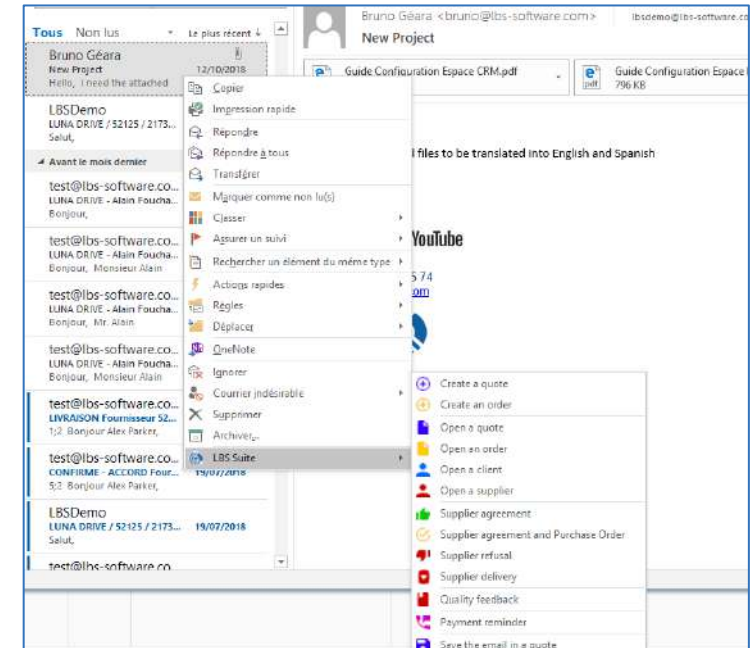 Tous Non lus Le plus récent ↓
Bruno Géara
New Project 12/10/2018
Hello, I need the attached
LBSDemo
LUNA DRIVE / 52125 / 2173...
Salut,
Avant le mois dernier
test@lbs-software.co...
LUNA DRIVE - Alain Foucha...
Bonjour,
test@lbs-software.co...
LUNA DRIVE - Alain Foucha...
Bonjour, Monsieur Alain
test@lbs-software.co...
LUNA DRIVE - Alain Foucha...
Bonjour, Mr. Alain
test@lbs-software.co...
LUNA DRIVE - Alain Foucha...
Bonjour, Monsieur Alain
test@lbs-software.co...
LIVRAISON Fournisseur 52...
1;2 Bonjour Alex Parker,
test@lbs-software.co...
CONFIRME - ACCORD Four... 19/07/2018
5;2 Bonjour Alex Parker,
LBSDemo
LUNA DRIVE / 52125 / 2173... 19/07/2018
Salut,
test@lbs-software.co
Copier
Impression rapide
Répondre
Répondre à tous
Transférer
Marquer comme non lu(s)
Classer
Assurer un suivi
Rechercher un élément du même type
Actions rapides
Règles
Déplacer
OneNote
Ignorer
Courrier indésirable
Supprimer
Archiver...
LBS Suite
Bruno Géara <bruno@lbs-software.com> lbsdemo@lbs-software.co
New Project
Guide Configuration Espace CRM.pdf
Guide Configuration Espace
796 KB
files to be translated into English and Spanish
YouTube
5 74
om
Create a quote
Create an order
Open a quote
Open an order
Open a client
Open a supplier
Supplier agreement
Supplier agreement and Purchase Order
Supplier refusal
Supplier delivery
Quality feedback
Payment reminder
Save the email in a quote